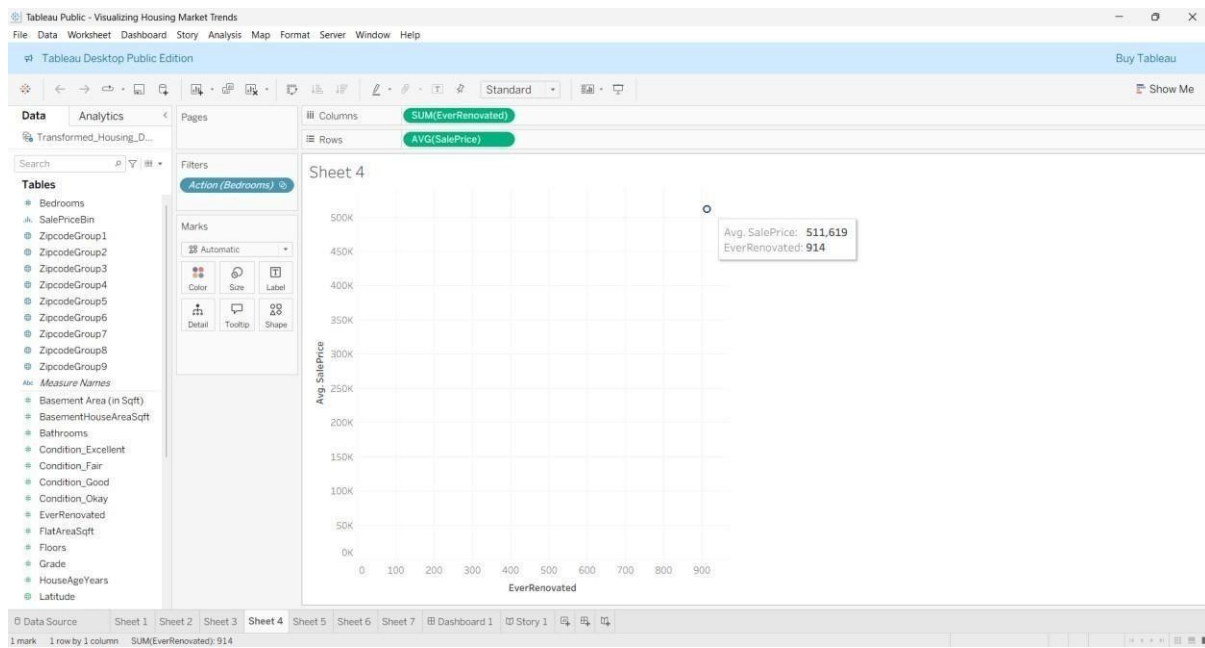 Tableau Public - Visualizing Housing Market Trends
File Data Worksheet Dashboard Story Analysis Map Format Server Window Help
Tableau Desktop Public Edition
Buy Tableau
Standard
Show Me
Data Analytics
Transformed_Housing_D...
Search
Tables
# Bedrooms
SalePriceBin
ZipcodeGroup1
ZipcodeGroup2
ZipcodeGroup3
ZipcodeGroup4
ZipcodeGroup5
ZipcodeGroup6
ZipcodeGroup7
ZipcodeGroup8
ZipcodeGroup9
Abc Measure Names
# Basement Area (in Sqft)
# BasementHouseAreaSqft
# Bathrooms
# Condition_Excellent
# Condition_Fair
# Condition_Good
# Condition_Okay
# EverRenovated
# FlatAreaSqft
# Floors
# Grade
# HouseAgeYears
Latitude
Pages
Filters
Action (Bedrooms)
Marks
Automatic
Color Size Label
Detail Tooltip Shape
Columns SUM(EverRenovated)
Rows AVG(SalePrice)
Sheet 4
500K
450K
400K
350K
300K
250K
200K
150K
100K
50K
0K
Avg. SalePrice
Avg. SalePrice: 511,619
EverRenovated: 914
0 100 200 300 400 500 600 700 800 900
EverRenovated
Data Source Sheet 1 Sheet 2 Sheet 3 Sheet 4 Sheet 5 Sheet 6 Sheet 7 Dashboard 1 Story 1
1 mark 1 row by 1 column SUM(EverRenovated): 914